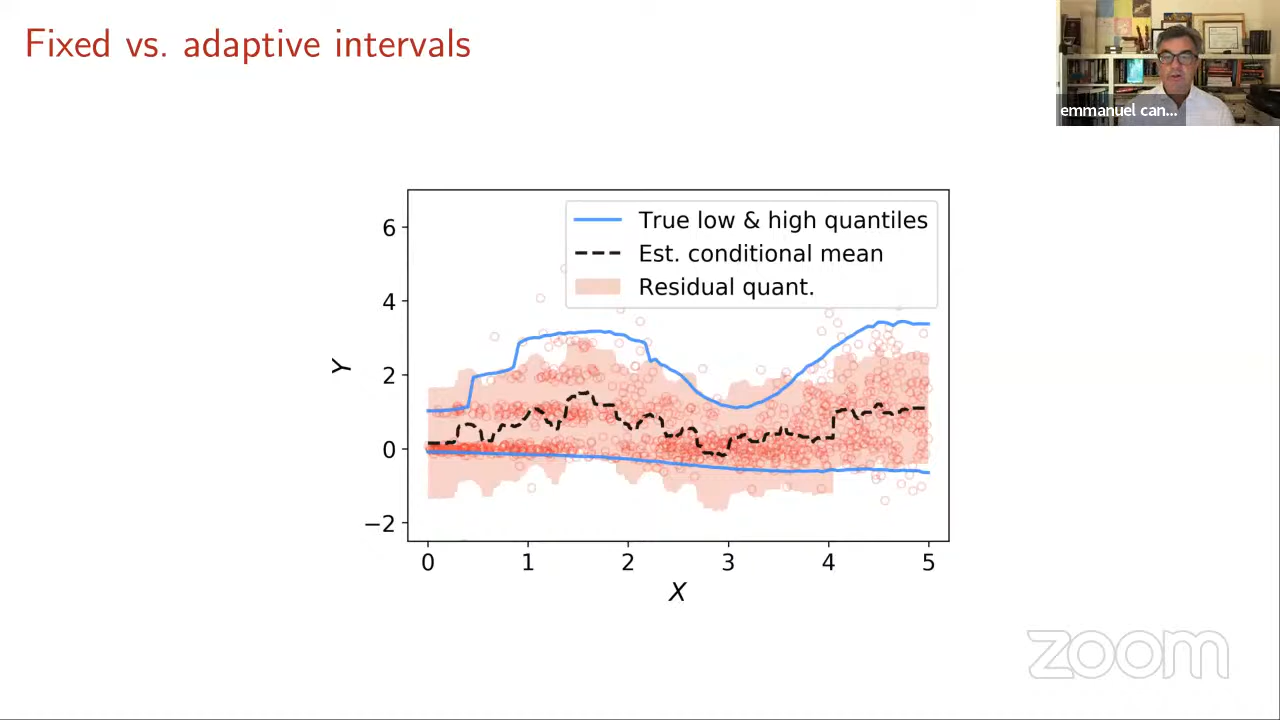 Fixed vs. adaptive intervals
emmanuel can...
True low & high quantiles
Est. conditional mean
Residual quant.
6
4
2
0
−2
Y
0 1 2 3 4 5
X
zoom